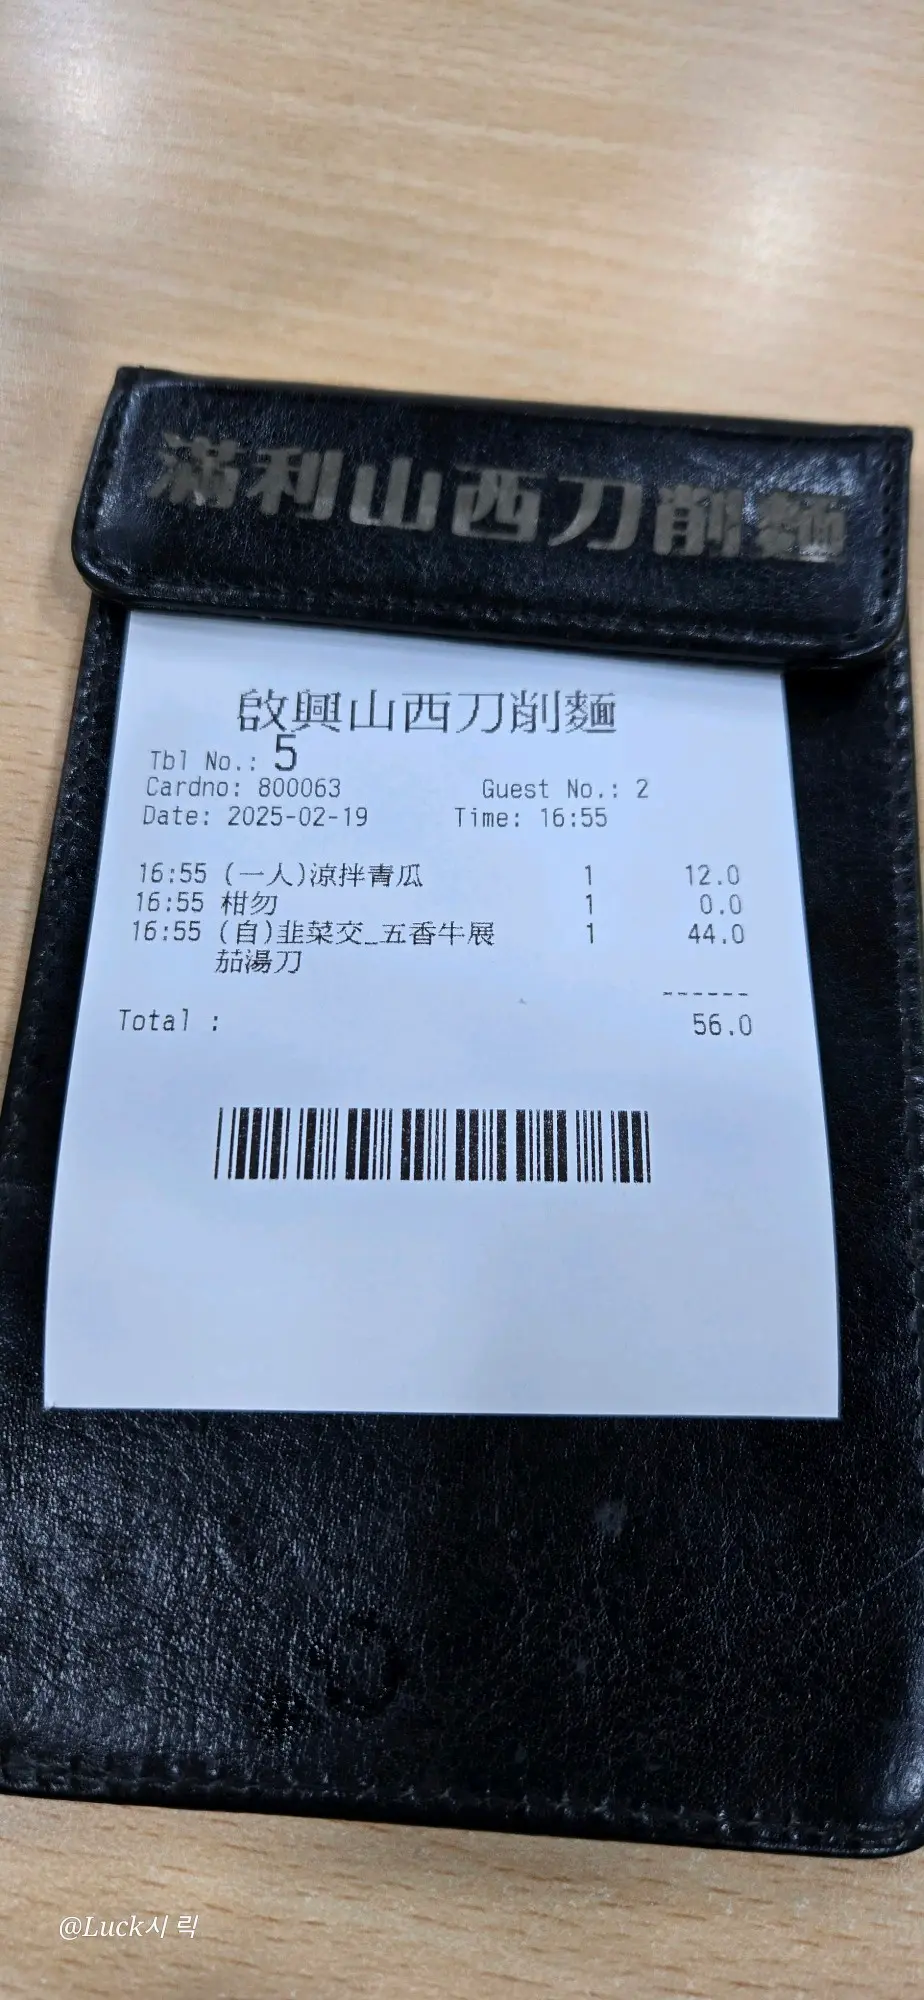 滿利山西刀削麵
啟興山西刀削麵
Tbl No.: 5
Cardno: 800063 Guest No.: 2
Date: 2025-02-19 Time: 16:55
16:55 (一人)涼拌青瓜 1 12.0
16:55 柑勿 1 0.0
16:55 (自)韭菜交_五香牛展 1 44.0
茄湯刀
------
Total : 56.0
@Luck시 릭